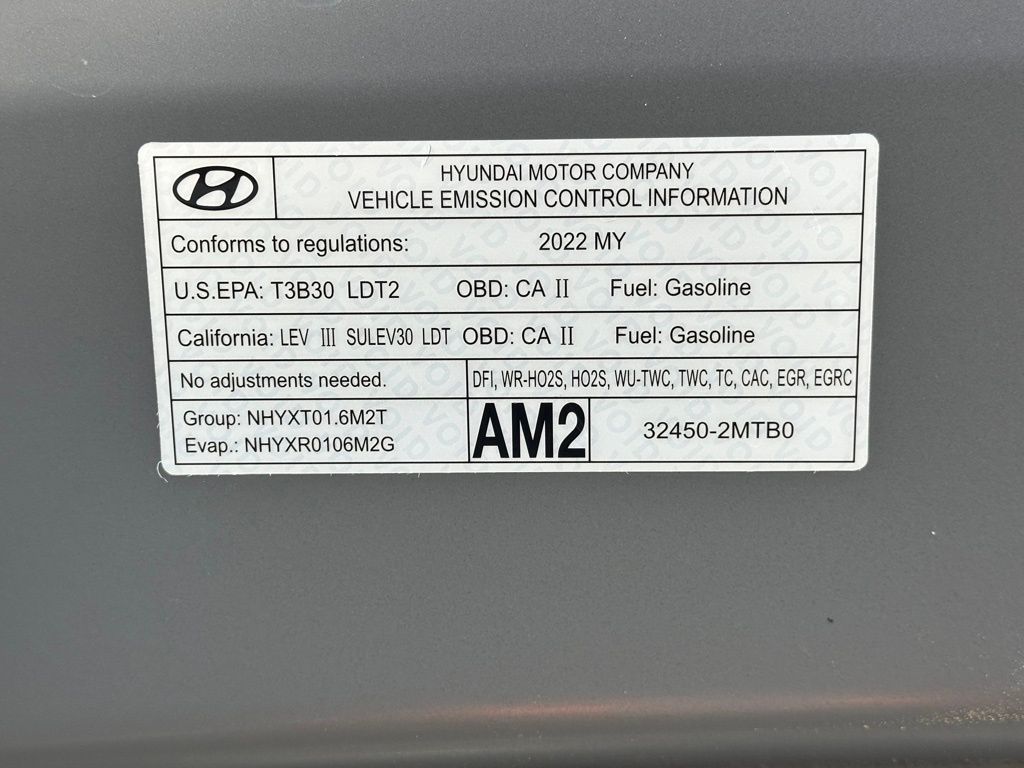 HYUNDAI MOTOR COMPANY
VEHICLE EMISSION CONTROL INFORMATION
Conforms to regulations: 2022 MY
U.S.EPA: T3B30 LDT2 OBD: CA II Fuel: Gasoline
California: LEV III SULEV30 LDT OBD: CA II Fuel: Gasoline
No adjustments needed. DFI, WR-HO2S, HO2S, WU-TWC, TWC, TC, CAC, EGR, EGRC
Group: NHYXT01.6M2T
Evap.: NHYXR0106M2G
AM2 32450-2MTB0